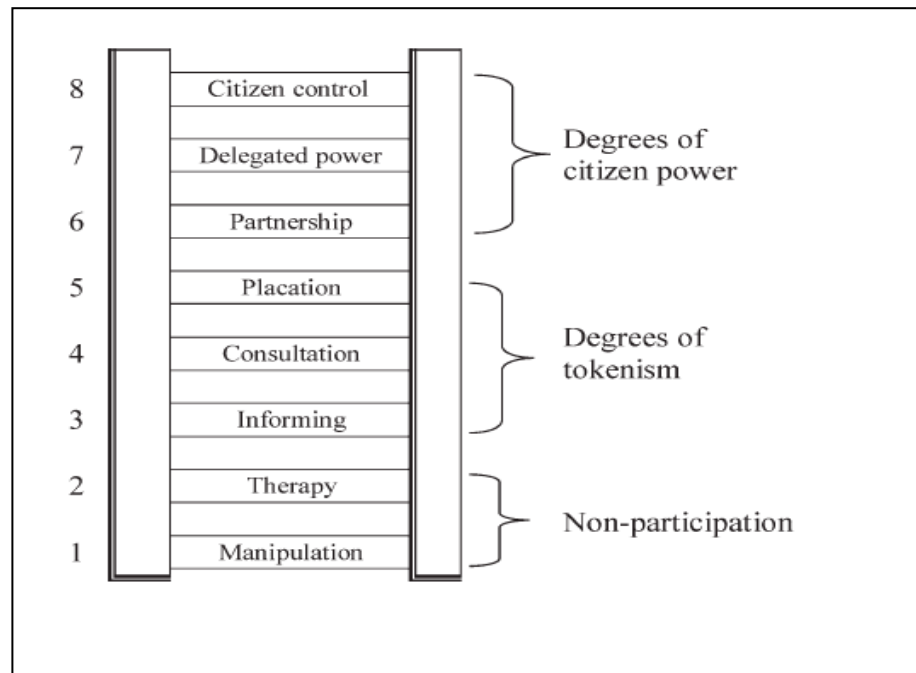 8 Citizen control
7 Delegated power
6 Partnership
Degrees of
citizen power
5 Placation
4 Consultation
3 Informing
Degrees of
tokenism
2 Therapy
1 Manipulation
Non-participation